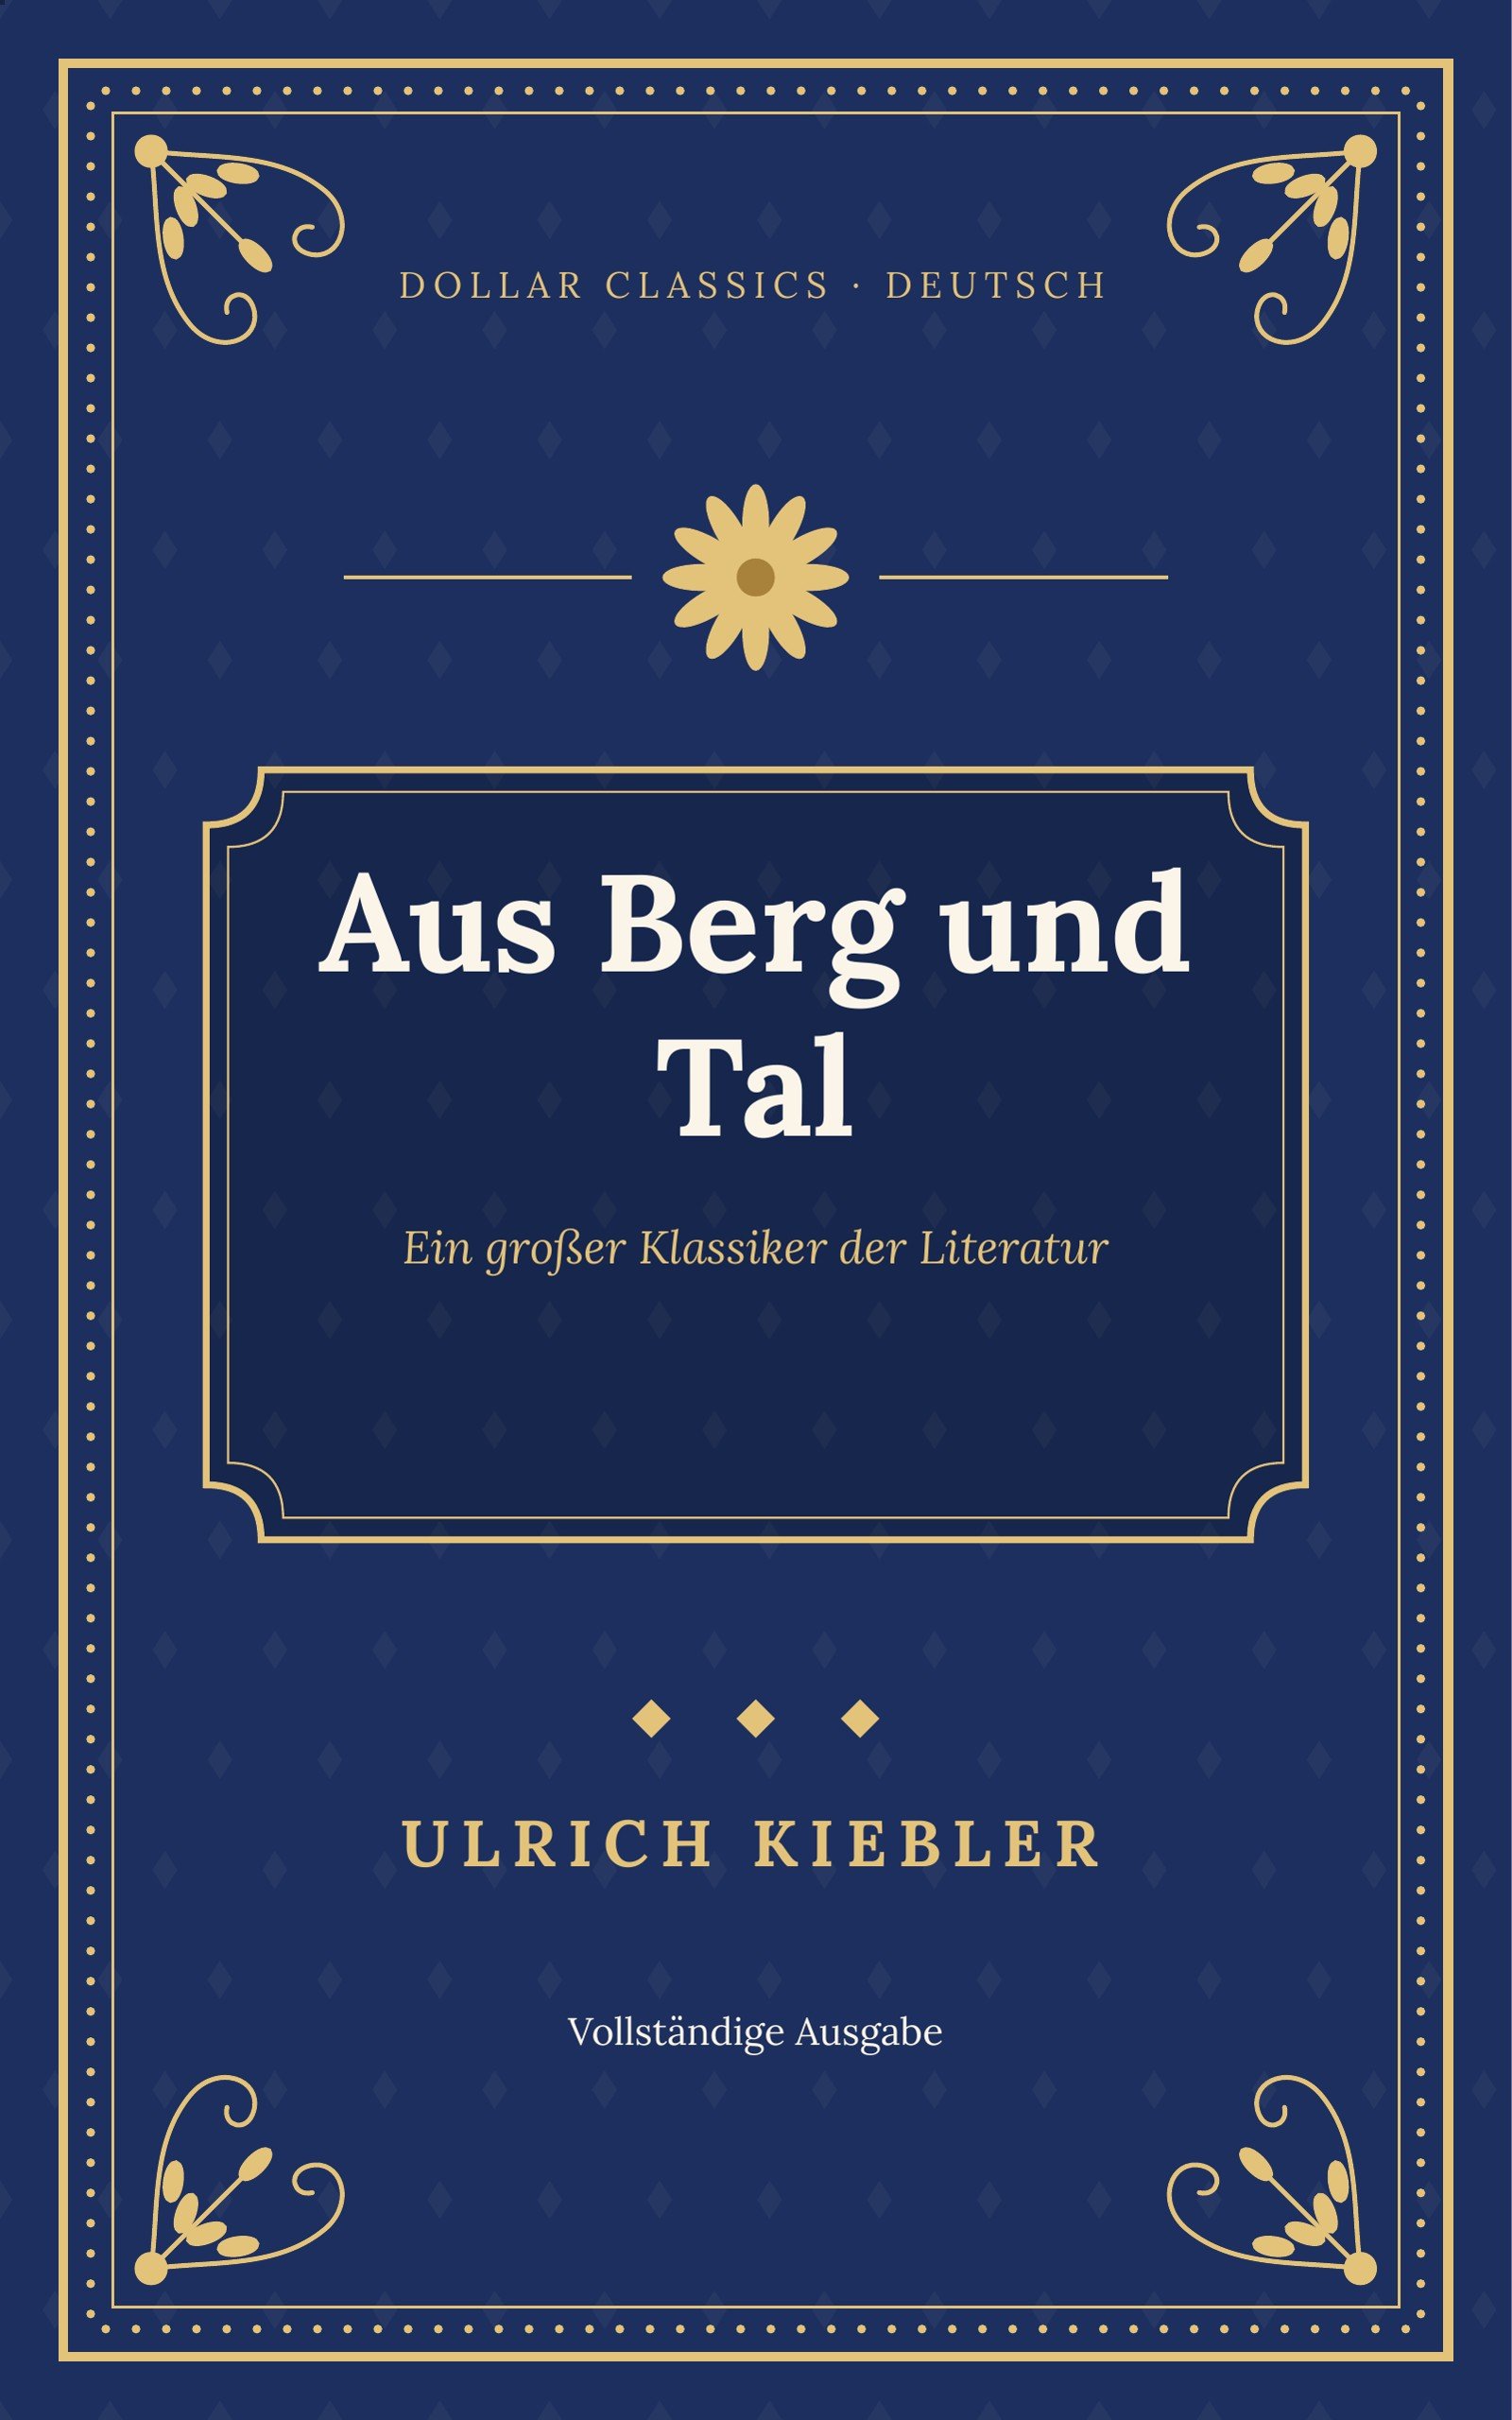 DOLLAR CLASSICS · DEUTSCH
Aus Berg und
Tal
Ein großer Klassiker der Literatur
ULRICH KIEBLER
Vollständige Ausgabe